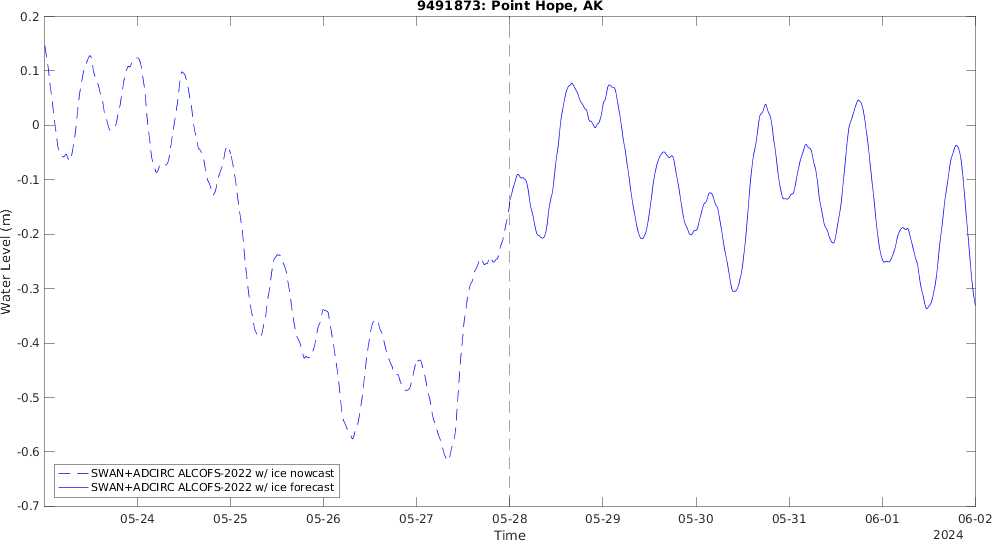 9491873: Point Hope, AK
0.2
0.1
0
-0.1
-0.2
-0.3
-0.4
-0.5
-0.6
-0.7
Water Level (m)
SWAN+ADCIRC ALCOFS-2022 w/ ice nowcast
SWAN+ADCIRC ALCOFS-2022 w/ ice forecast
05-24 05-25 05-26 05-27 05-28 05-29 05-30 05-31 06-01 06-02
Time
2024